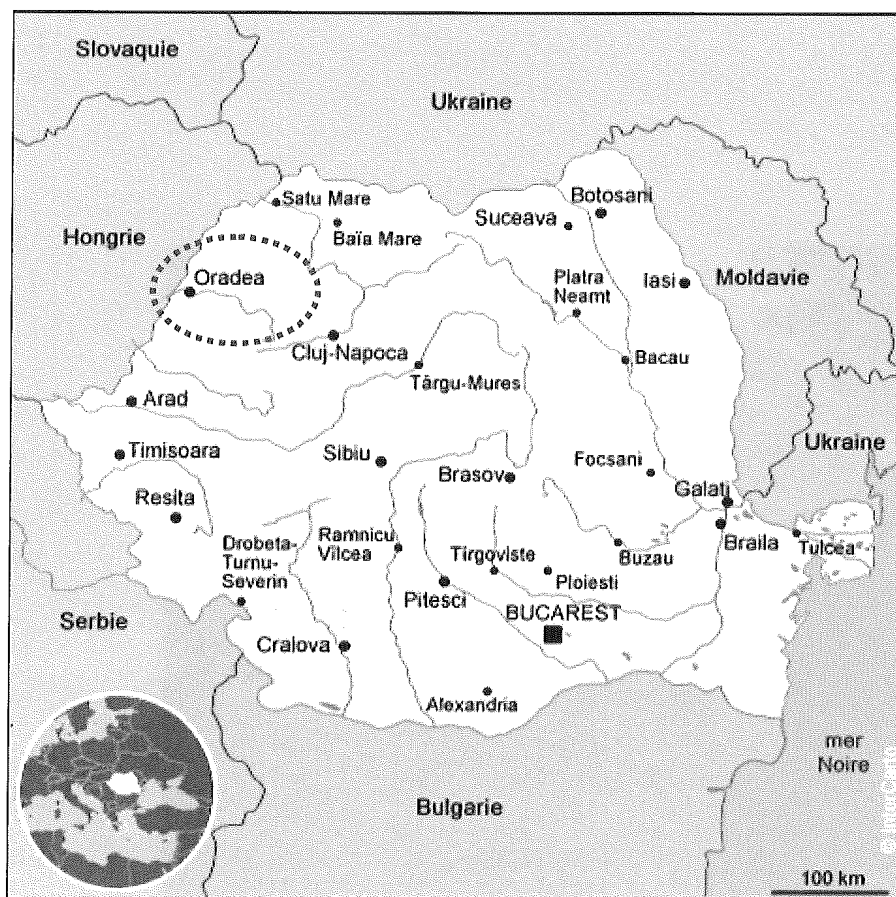 Slovaquie
Ukraine
Satu Mare
Botosani
Suceava
Baïa Mare
Hongrie
Oradea
Platra
Neamt
Iasi
Moldavie
Cluj-Napoca
Târgu-Mures
Bacau
Arad
Ukraine
Timisoara
Sibiu
Brasov
Focsani
Resita
Galati
Drobeta-
Turnu-
Severin
Ramnicu
Vilcea
Tirgoviste
Ploiesti
Buzau
Braila
Tulcea
Pitesci
BUCAREST
Serbie
Cralova
Alexandria
mer
Noire
Bulgarie
100 km